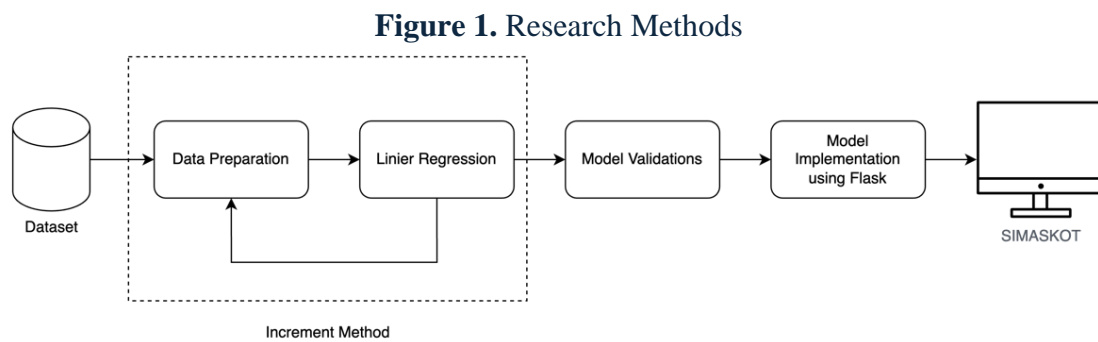 Figure 1. Research Methods
Dataset
Data Preparation
Linier Regression
Model Validations
Model
Implementation
using Flask
SIMASKOT
Increment Method